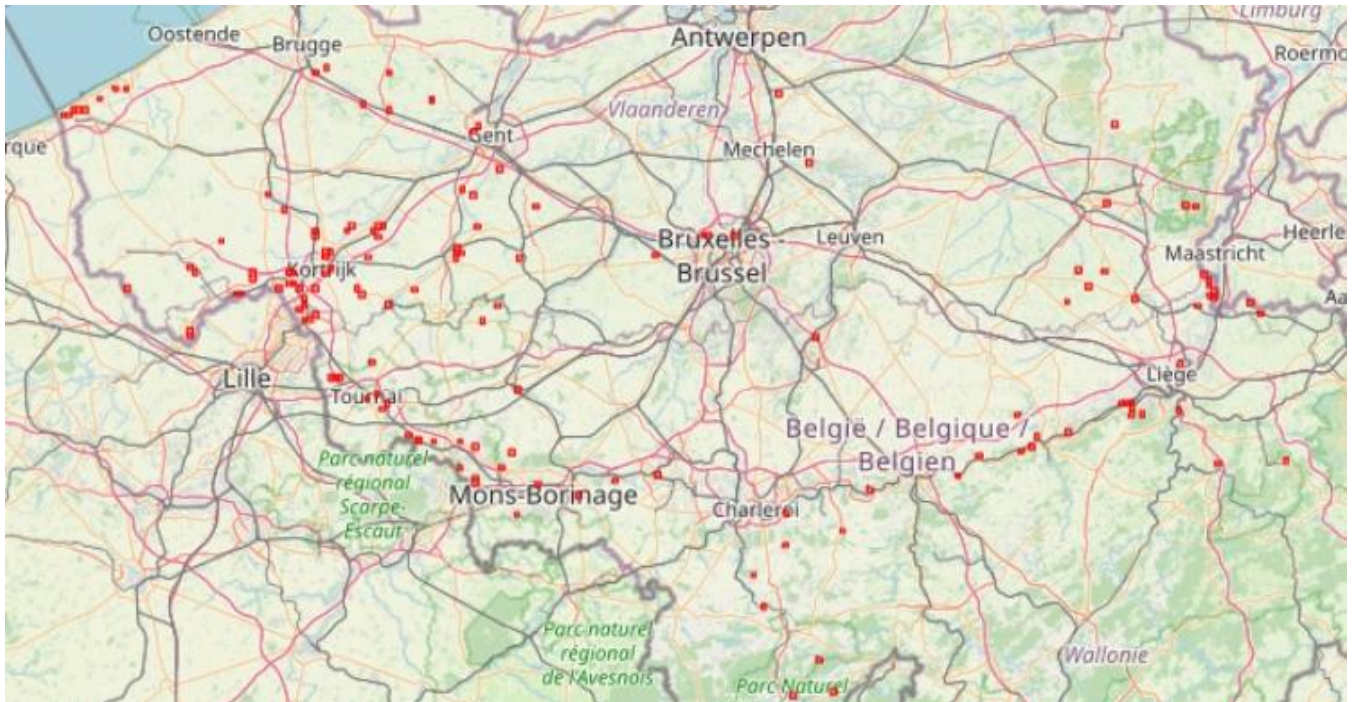 Limburg
Oostende
Brugge
Antwerpen
Roermo
Vlaanderen
Gent
rque
Mechelen
Bruxelles -
Brussel
Leuven
Maastricht
Heerle
Kortrijk
Aa
Lille
Tournai
Liège
België / Belgique /
Belgien
Parc naturel
régional
Scarpe-
Escaut
Mons-Borinage
Charleroi
Parc naturel
régional
de l'Avesnois
Wallonie
Parc Naturel